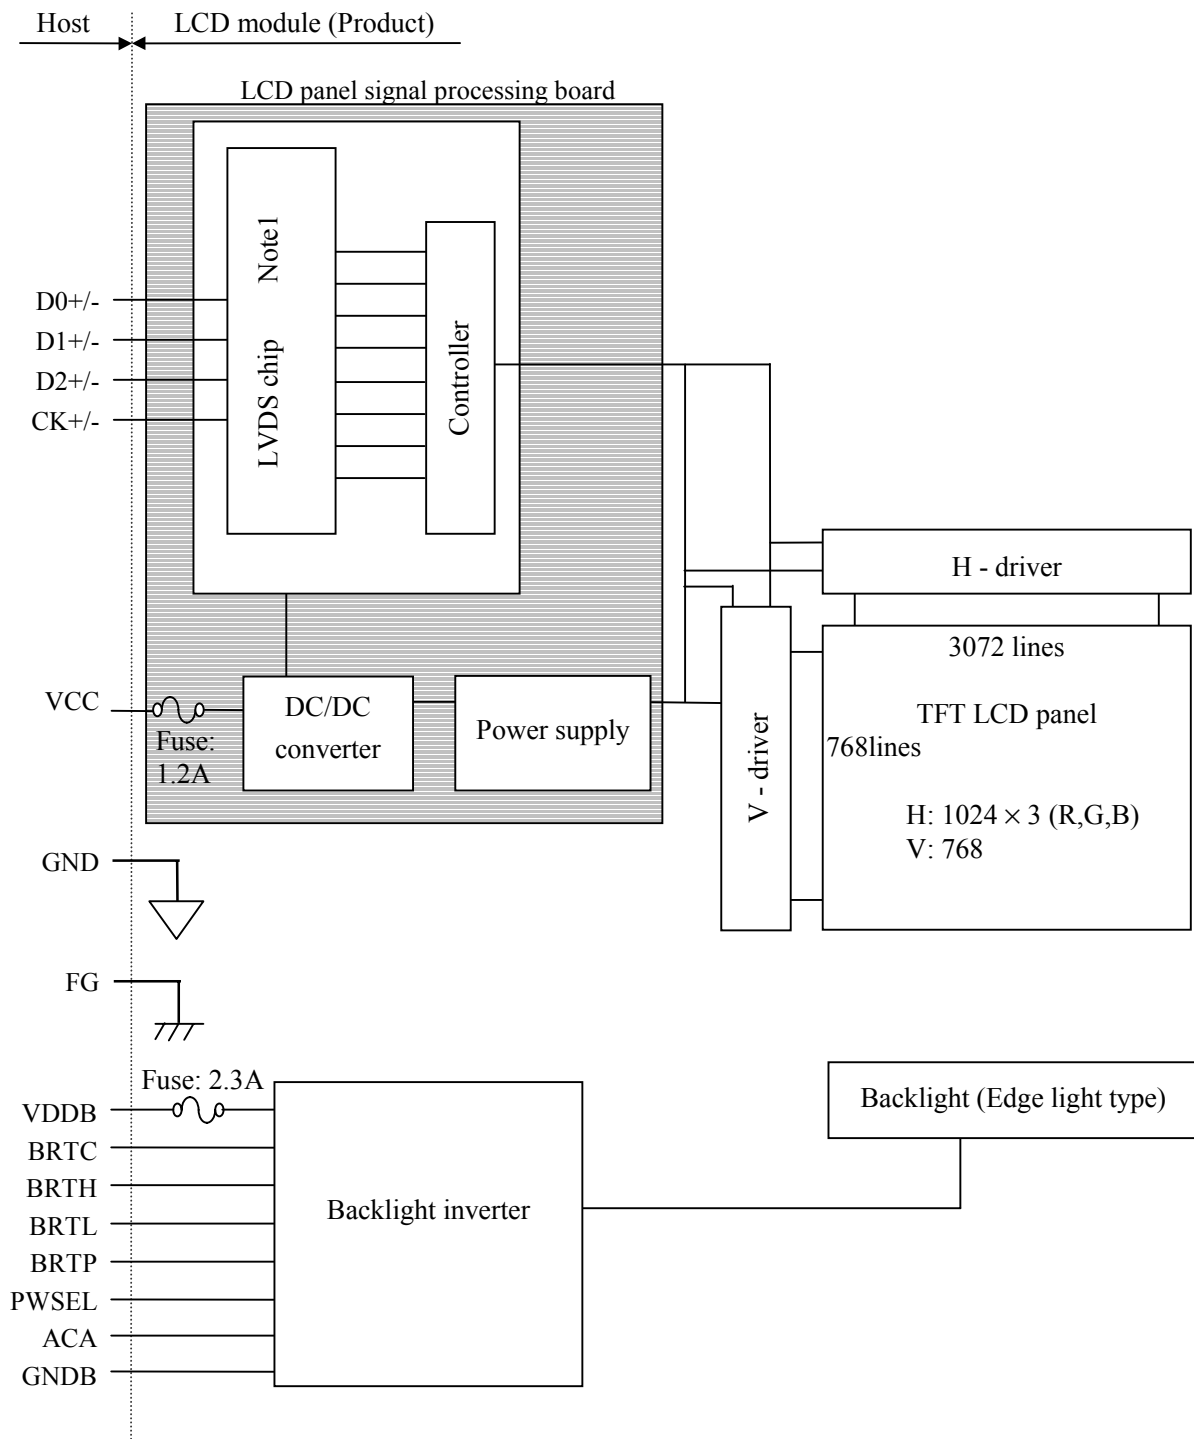 Host
LCD module (Product)
LCD panel signal processing board
LVDS chip Note1
Controller
D0+/-
D1+/-
D2+/-
CK+/-
H - driver
3072 lines
TFT LCD panel
768lines
H: 1024 × 3 (R,G,B)
V: 768
V - driver
VCC
Fuse:
1.2A
DC/DC
converter
Power supply
GND
FG
Fuse: 2.3A
VDDB
BRTC
BRTH
BRTL
BRTP
PWSEL
ACA
GNDB
Backlight inverter
Backlight (Edge light type)